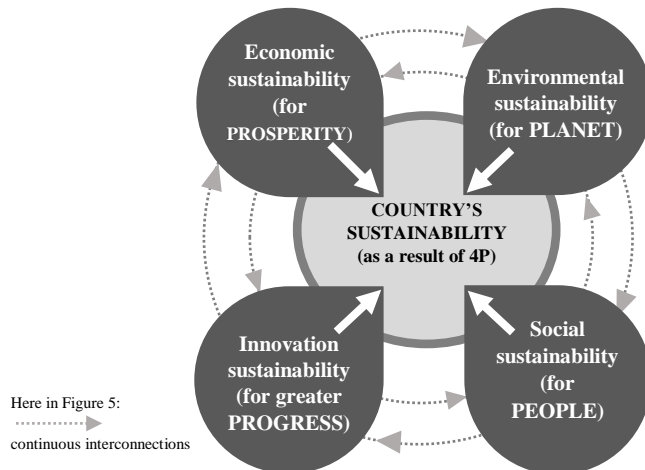 Economic
sustainability
(for
PROSPERITY)
Environmental
sustainability
(for PLANET)
COUNTRY'S
SUSTAINABILITY
(as a result of 4P)
Innovation
sustainability
(for greater
PROGRESS)
Social
sustainability
(for
PEOPLE)
Here in Figure 5:
continuous interconnections